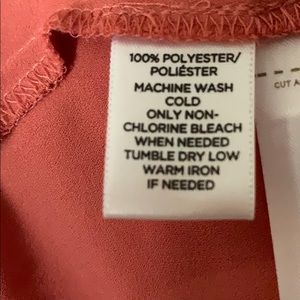 100% POLYESTER/
POLIÉSTER
MACHINE WASH
COLD
ONLY NON-
CHLORINE BLEACH
WHEN NEEDED
TUMBLE DRY LOW
WARM IRON
IF NEEDED
CUT A